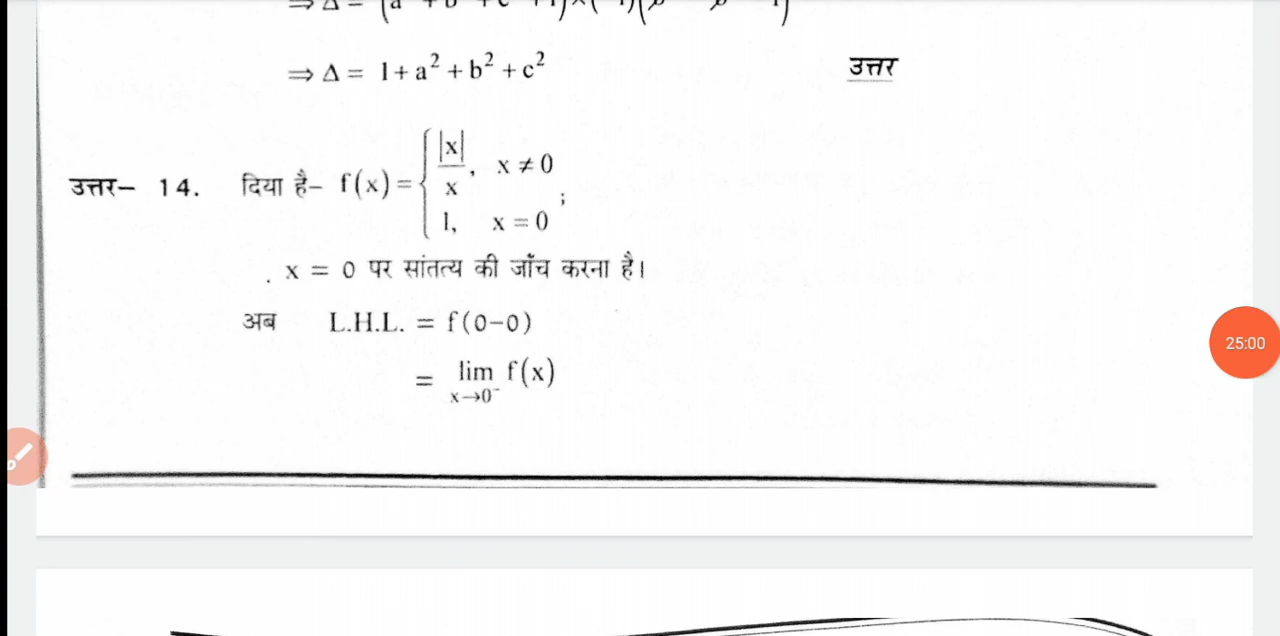 ⇒ Δ = 1 + a² + b² + c² उत्तर
उत्तर– 14. दिया है– f(x) = { |x|/x, x ≠ 0
1, x = 0 ;
x = 0 पर सांतत्य की जाँच करना है।
अब L.H.L. = f(0–0)
= lim f(x)
x→0⁻
25:00